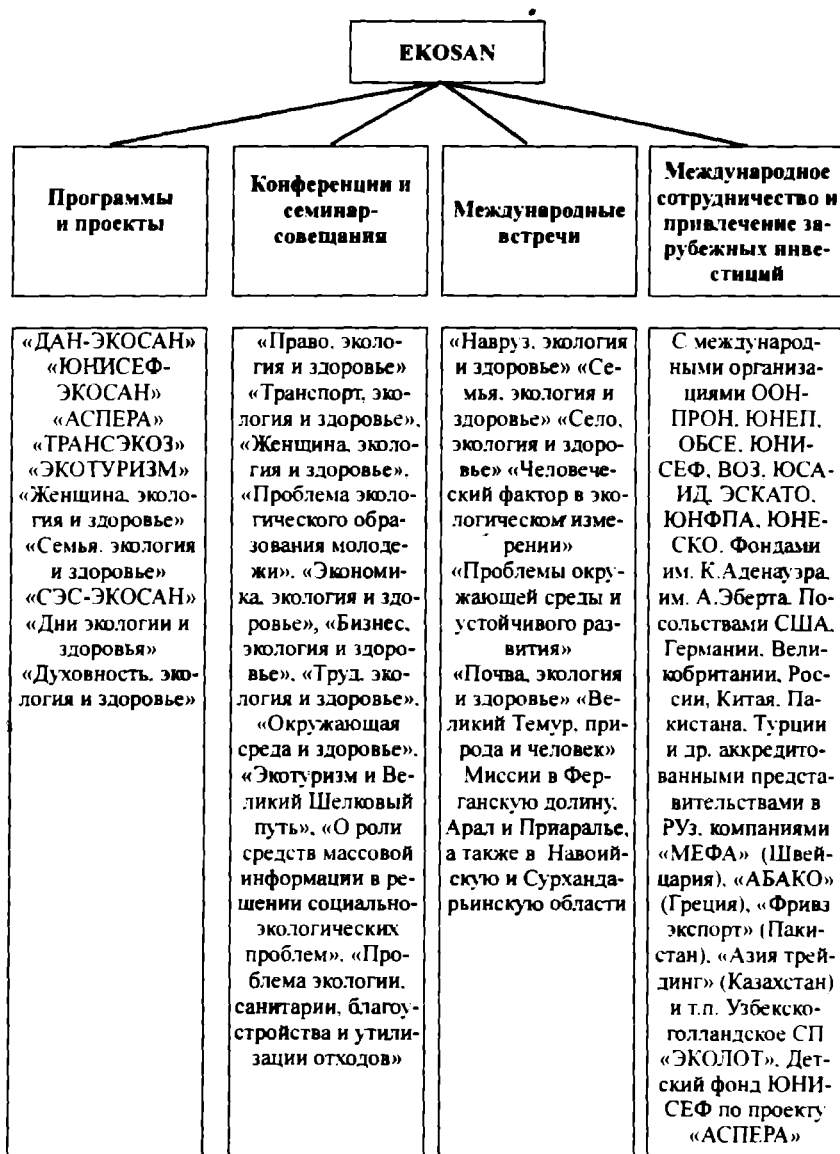 EKOSAN
Программы
и проекты
Конференции и
семинар-
совещания
Международные
встречи
Международное
сотрудничество и
привлечение за-
рубежных инве-
стиций
«ДАН-ЭКОСАН»
«ЮНИСЕФ-
ЭКОСАН»
«АСПЕРА»
«ТРАНСЭКОЗ»
«ЭКОТУРИЗМ»
«Женщина, эколо-
гия и здоровье»
«Семья, экология
и здоровье»
«СЭС-ЭКОСАН»
«Дни экологии и
здоровья»
«Духовность, эко-
логия и здоровье»
«Право, эколо-
гия и здоровье»
«Транспорт, эко-
логия и здоровье»,
«Женщина, эколо-
гия и здоровье»,
«Проблема эколо-
гического обра-
зования молоде-
жи», «Экономи-
ка, экология и здо-
ровье», «Бизнес,
экология и здоро-
вье», «Труд, эко-
логия и здоровье»,
«Окружающая
среда и здоровье»,
«Экотуризм и Ве-
ликий Шелковый
путь», «О роли
средств массовой
информации в ре-
шении социально-
экологических
проблем», «Про-
блема экологии,
санитарии, благоу-
стройства и утили-
зации отходов»
«Навруз, экология
и здоровье» «Се-
мья, экология и
здоровье» «Село,
экология и здоро-
вье» «Человече-
ский фактор в эко-
логическом изме-
рении»
«Проблемы окру-
жающей среды и
устойчивого раз-
вития»
«Почва, экология
и здоровье» «Ве-
ликий Темур, при-
рода и человек»
Миссии в Фер-
ганскую долину,
Арал и Приаралье,
а также в Навоий-
скую и Сурханда-
рьинскую области
С международ-
ными организа-
циями ООН-
ПРОН, ЮНЕП,
ОБСЕ, ЮНИ-
СЕФ, ВОЗ, ЮСА-
ИД, ЭСКАТО,
ЮНФПА, ЮНЕ-
СКО. Фондами
им. К.Аденауэра,
им. А.Эберта. По-
сольствами США,
Германии, Вели-
кобритании, Рос-
сии, Китая, Па-
кистана, Турции
и др. аккредито-
ванными предста-
вительствами в
РУз, компаниями
«МЕФА» (Швей-
цария), «АБАКО»
(Греция), «Фривз
экспорт» (Паки-
стан), «Азия трей-
динг» (Казахстан)
и т.п. Узбекско-
голландское СП
«ЭКОЛОТ», Дет-
ский фонд ЮНИ-
СЕФ по проекту
«АСПЕРА»